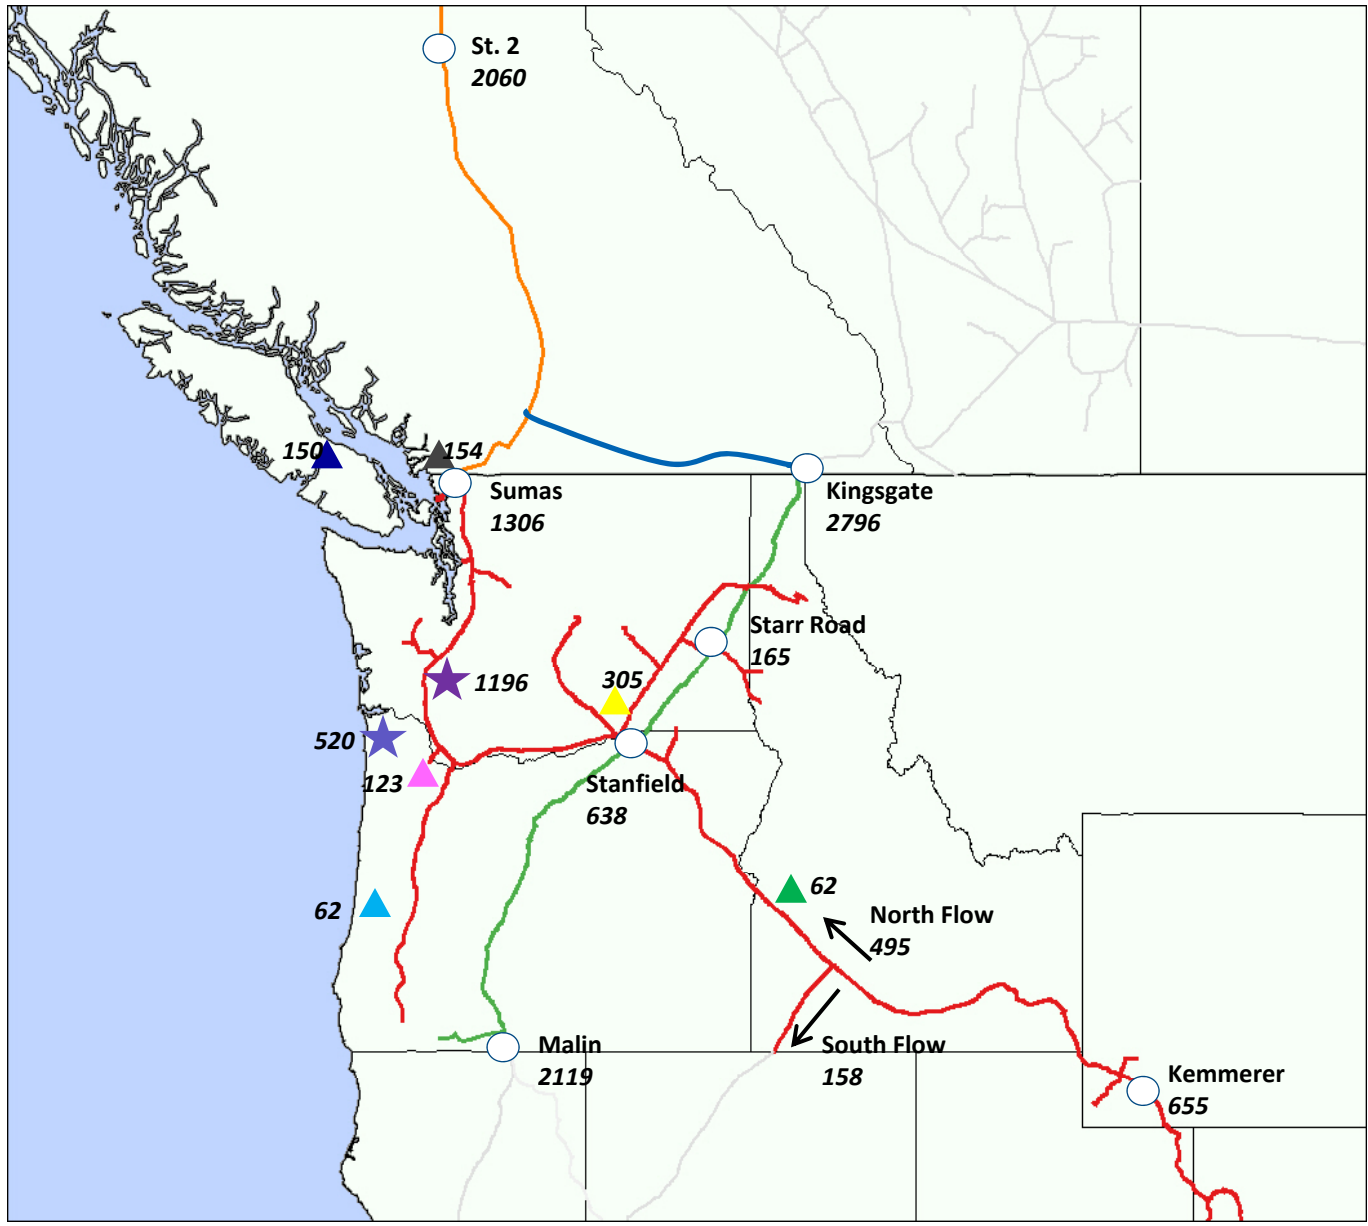 St. 2
2060
150
154
Sumas
1306
Kingsgate
2796
Starr Road
165
305
1196
520
123
Stanfield
638
62
62
North Flow
495
Malin
2119
South Flow
158
Kemmerer
655